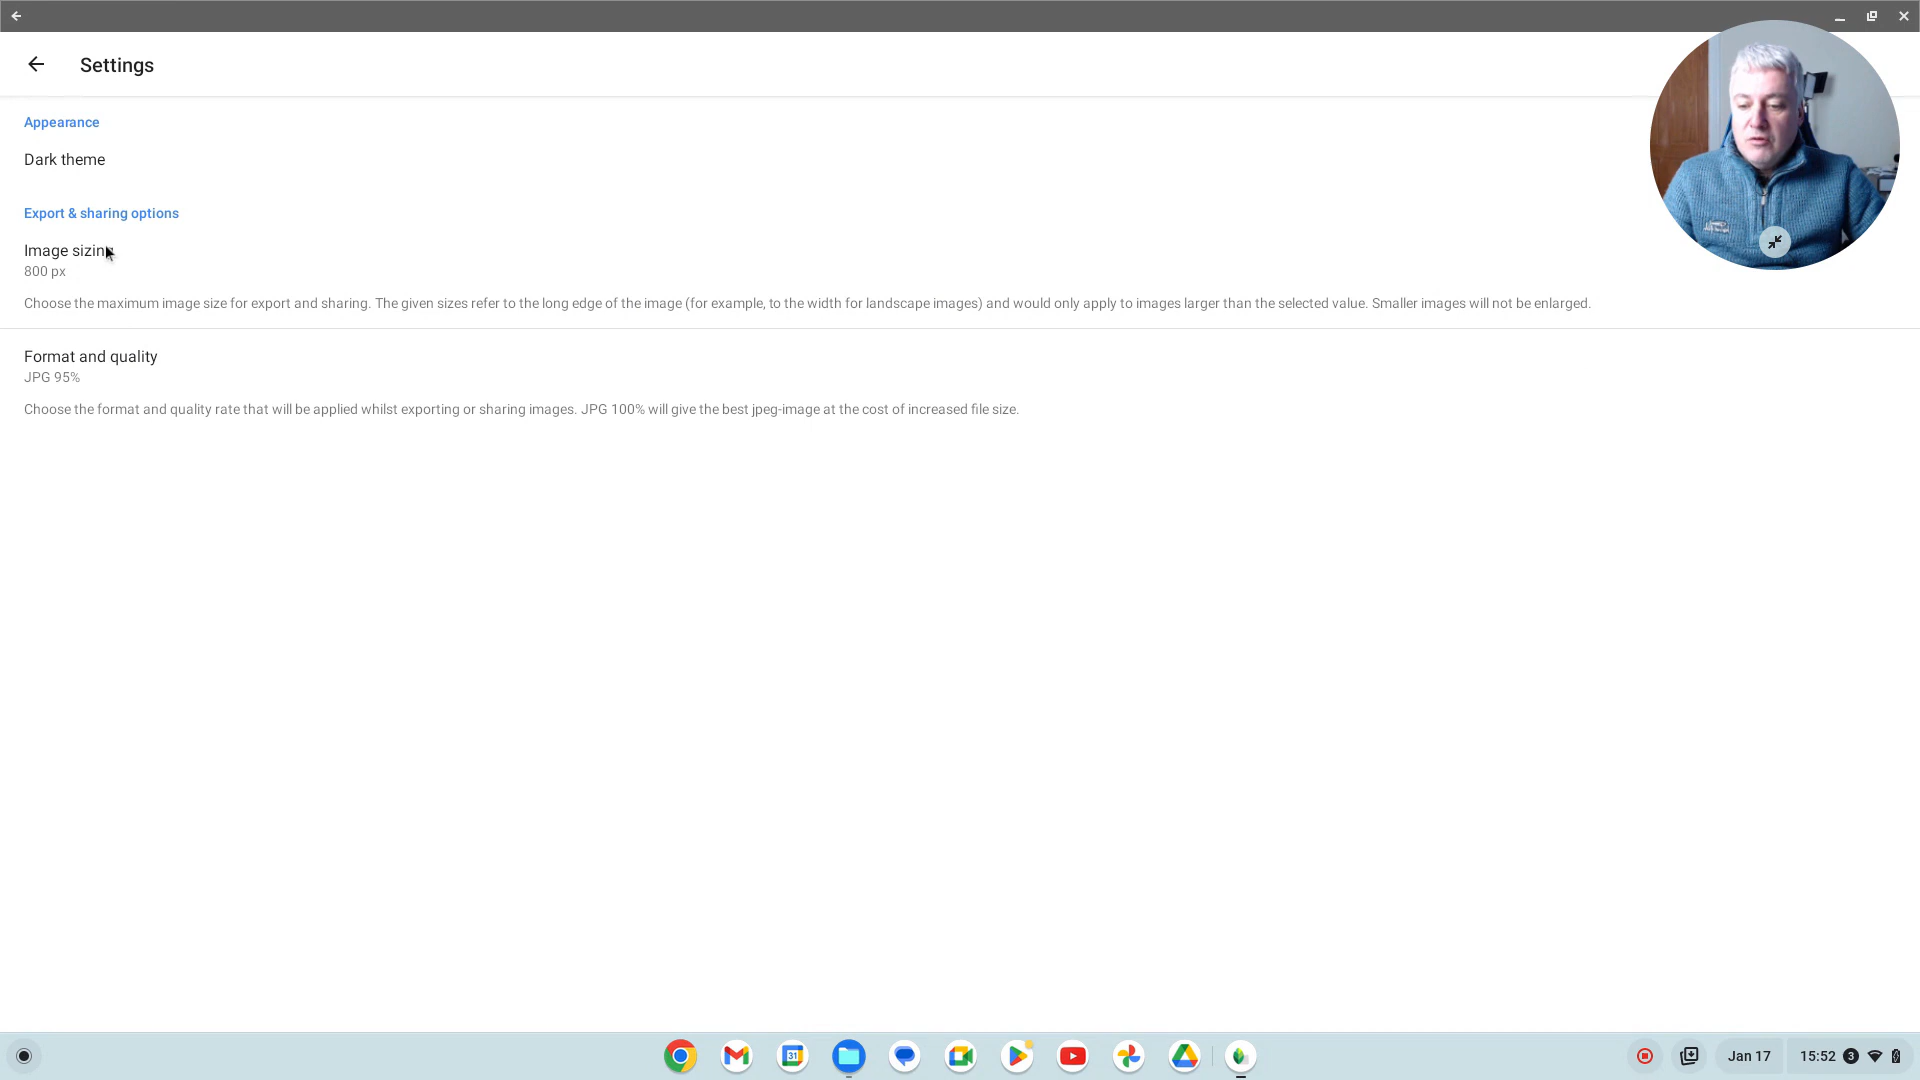 Settings
Appearance
Dark theme
Export & sharing options
Image sizing
800 px
Choose the maximum image size for export and sharing. The given sizes refer to the long edge of the image (for example, to the width for landscape images) and would only apply to images larger than the selected value. Smaller images will not be enlarged.
Format and quality
JPG 95%
Choose the format and quality rate that will be applied whilst exporting or sharing images. JPG 100% will give the best jpeg-image at the cost of increased file size.
31
Jan 17
15:52
3